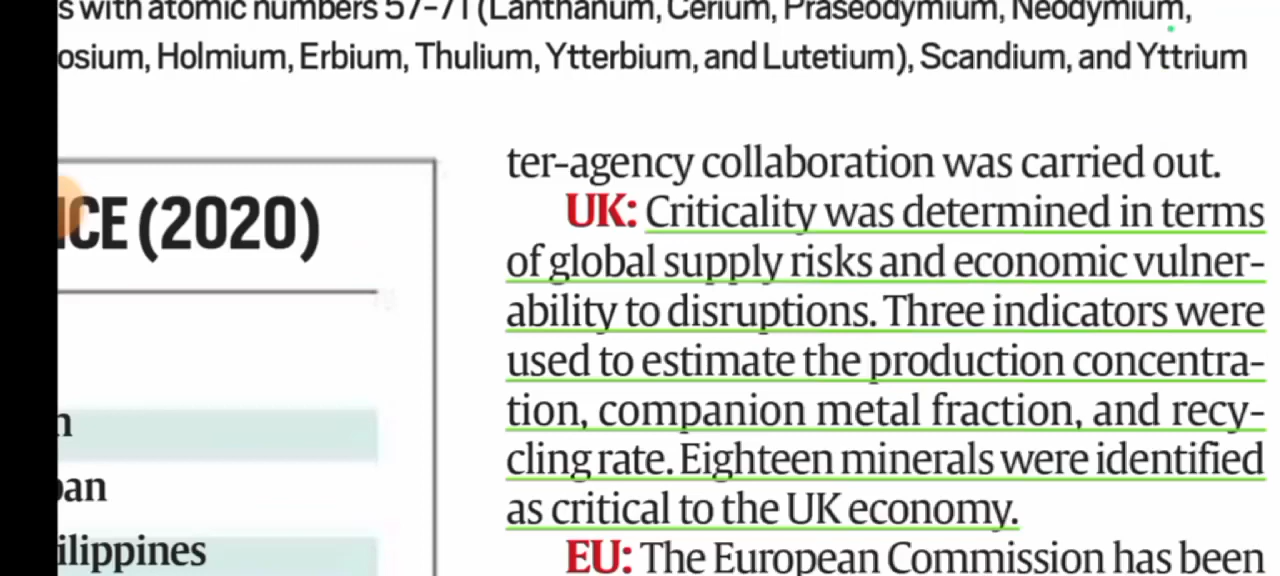 s with atomic numbers 57-71 (Lanthanum, Cerium, Praseodymium, Neodymium,
osium, Holmium, Erbium, Thulium, Ytterbium, and Lutetium), Scandium, and Yttrium
ICE (2020)
n
pan
ilippines
ter-agency collaboration was carried out.
UK: Criticality was determined in terms
of global supply risks and economic vulner-
ability to disruptions. Three indicators were
used to estimate the production concentra-
tion, companion metal fraction, and recy-
cling rate. Eighteen minerals were identified
as critical to the UK economy.
EU: The European Commission has been